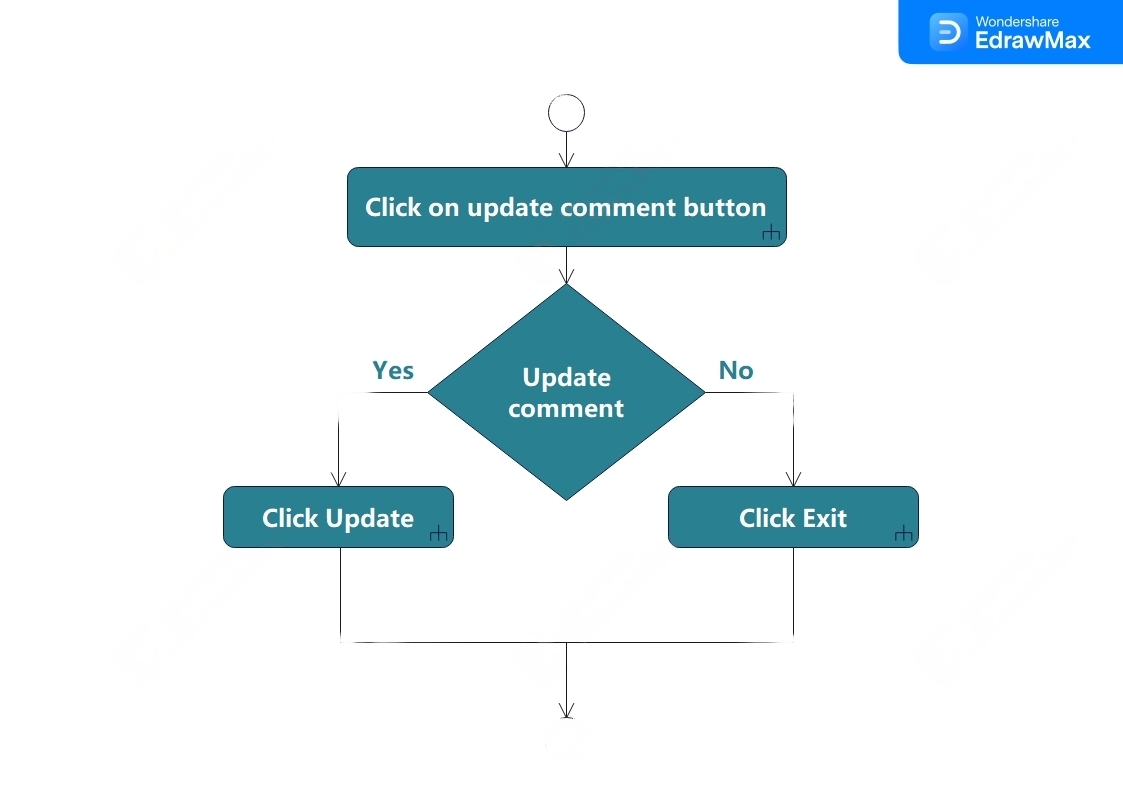 Wondershare
EdrawMax
Click on update comment button
Yes
Update
comment
No
Click Update
Click Exit